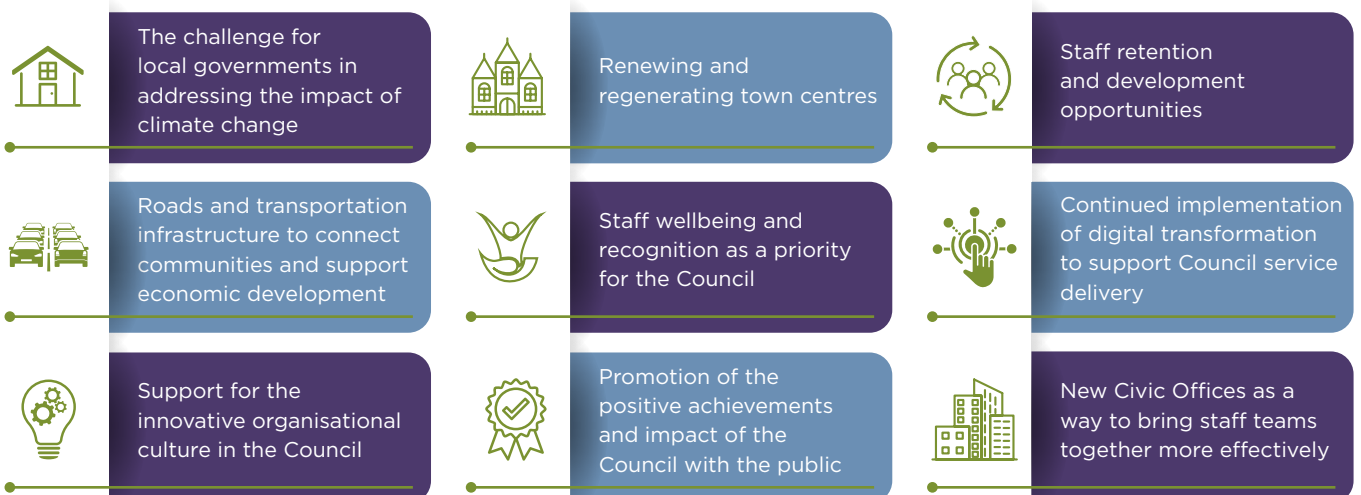 The challenge for
local governments in
addressing the impact of
climate change
Renewing and
regenerating town centres
Staff retention
and development
opportunities
Roads and transportation
infrastructure to connect
communities and support
economic development
Staff wellbeing and
recognition as a priority
for the Council
Continued implementation
of digital transformation
to support Council service
delivery
Support for the
innovative organisational
culture in the Council
Promotion of the
positive achievements
and impact of the
Council with the public
New Civic Offices as a
way to bring staff teams
together more effectively